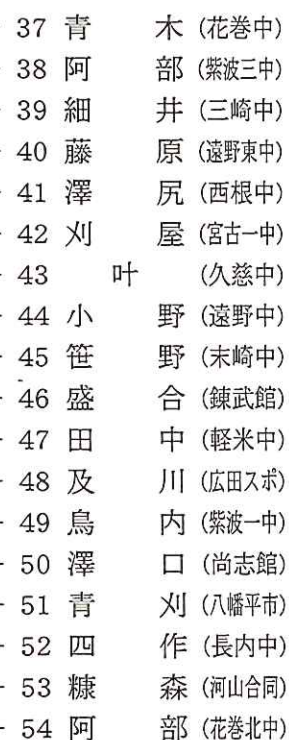 37 青木 (花巻中)
38 阿部 (紫波三中)
39 細井 (三崎中)
40 藤原 (遠野東中)
41 澤尻 (西根中)
42 刈屋 (宮古一中)
43 叶 (久慈中)
44 小野 (遠野中)
45 笹野 (末崎中)
46 盛合 (錬武館)
47 田中 (軽米中)
48 及川 (広田スポ)
49 鳥内 (紫波一中)
50 澤口 (尚志館)
51 青刈 (八幡平市)
52 四作 (長内中)
53 糠森 (河山合同)
54 阿部 (花巻北中)